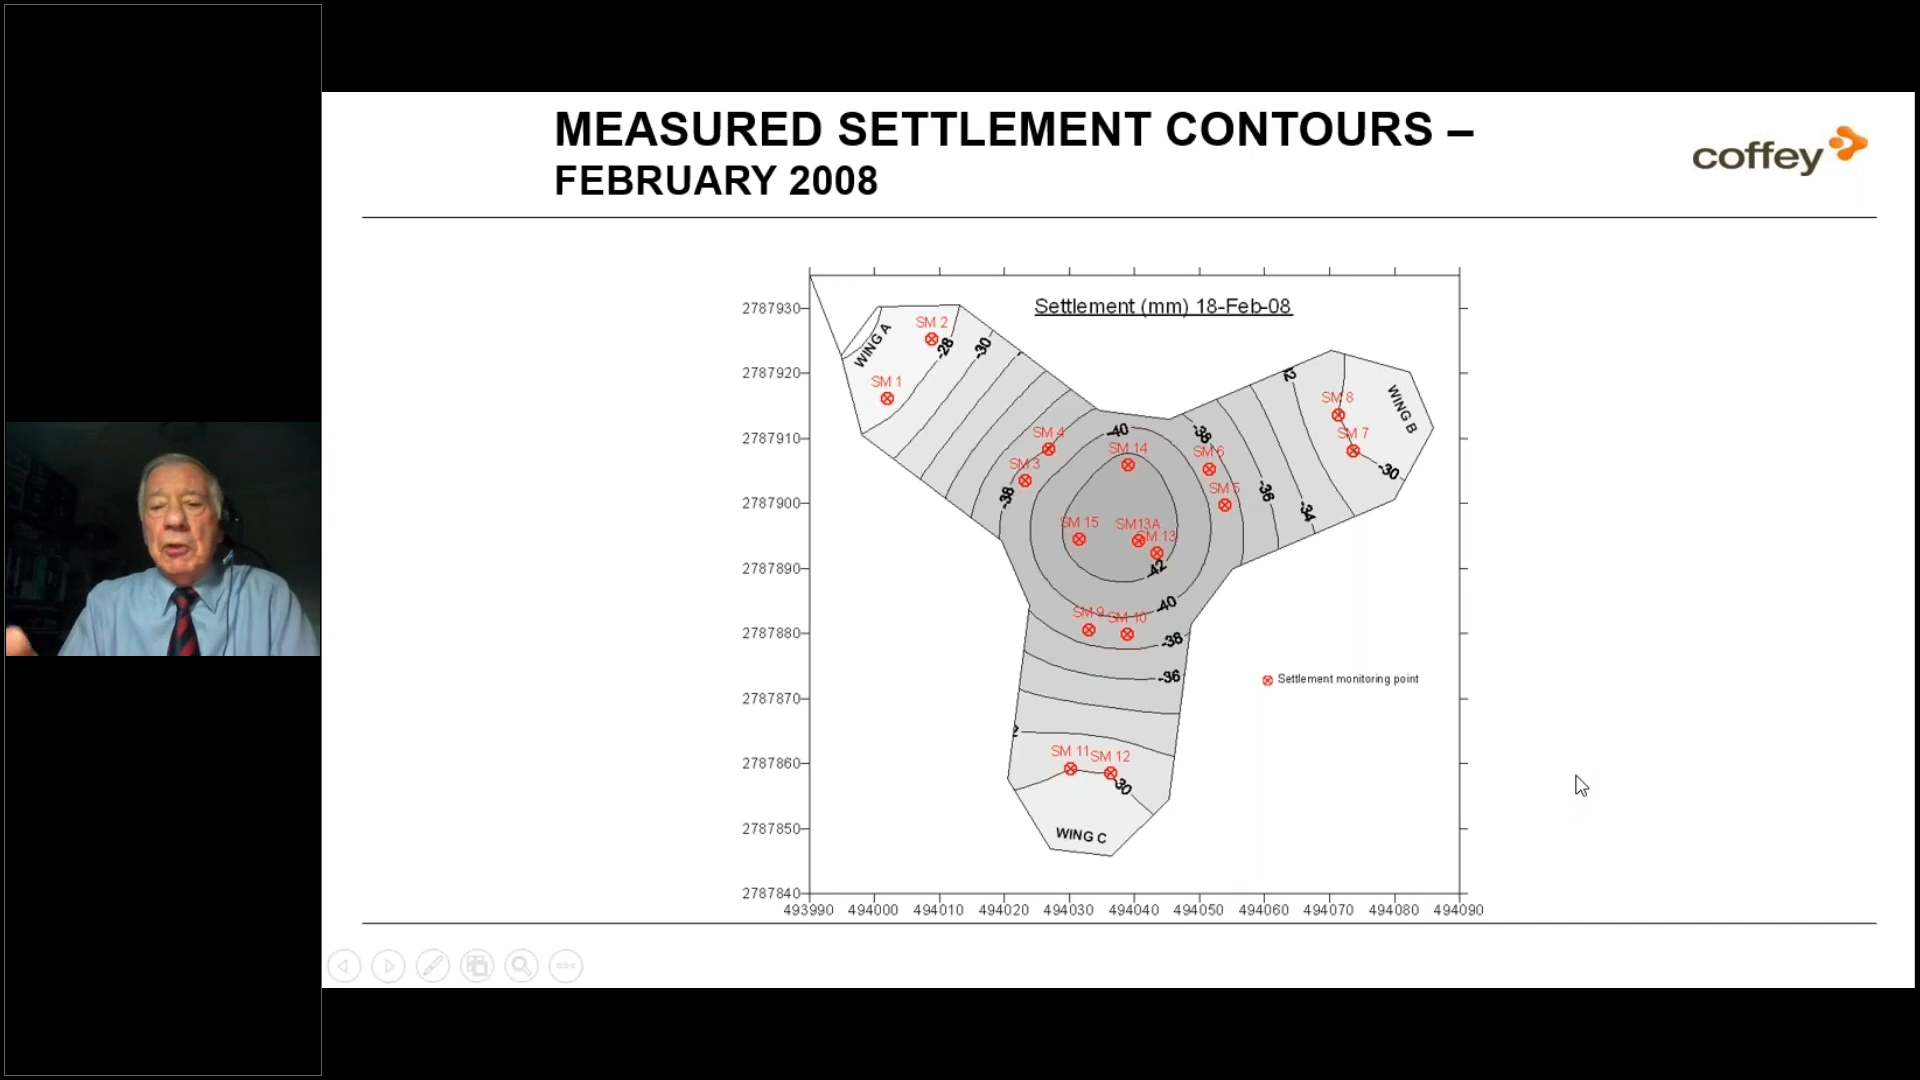 MEASURED SETTLEMENT CONTOURS –
FEBRUARY 2008
coffey
Settlement (mm) 18-Feb-08
2787930
2787920
2787910
2787900
2787890
2787880
2787870
2787860
2787850
2787840
493990 494000 494010 494020 494030 494040 494050 494060 494070 494080 494090
WING A
SM 2
-28
-30
SM 1
SM 4
SM 3
-38
-40
SM 14
-38
SM 6
SM 5
-36
-34
SM 8
SM 7
-30
WING B
SM 15
SM13A
SM 13
-42
-40
SM 9
SM 10
-38
-36
Settlement monitoring point
SM 11
SM 12
-30
WING C